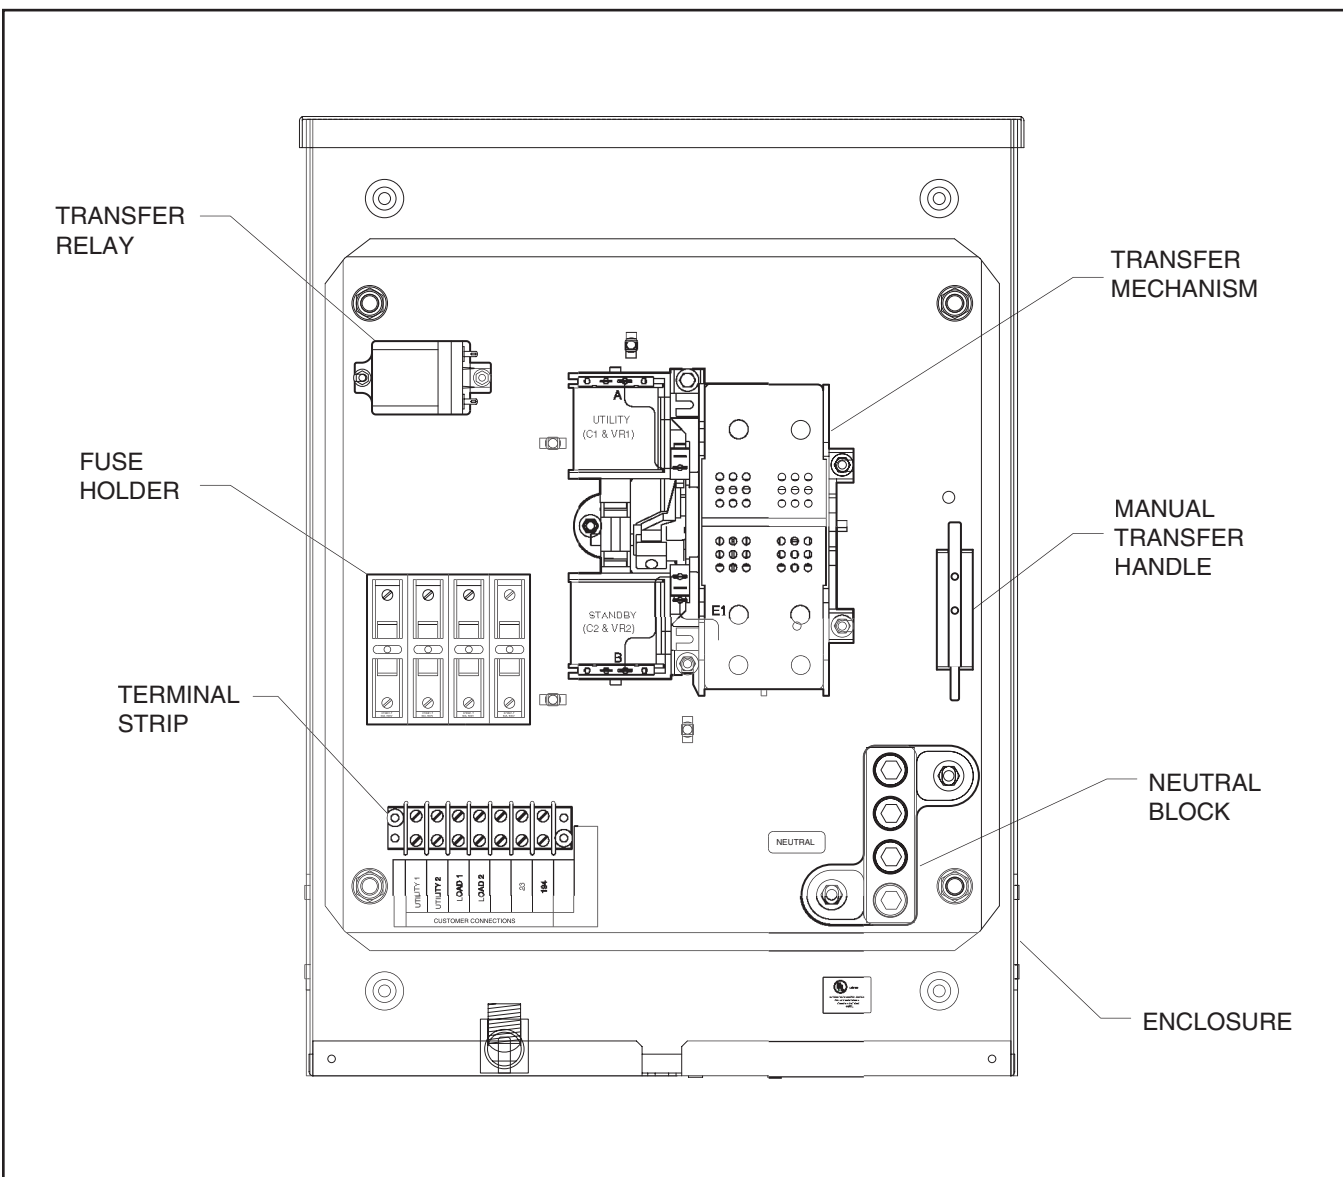 TRANSFER
RELAY
TRANSFER
MECHANISM
A
UTILITY
(C1 & VR1)
FUSE
HOLDER
MANUAL
TRANSFER
HANDLE
STANDBY
(C2 & VR2)
E1
B
TERMINAL
STRIP
NEUTRAL
BLOCK
NEUTRAL
UTILITY 1
UTILITY 2
LOAD 1
LOAD 2
23
194
CUSTOMER CONNECTIONS
UL
ENCLOSURE